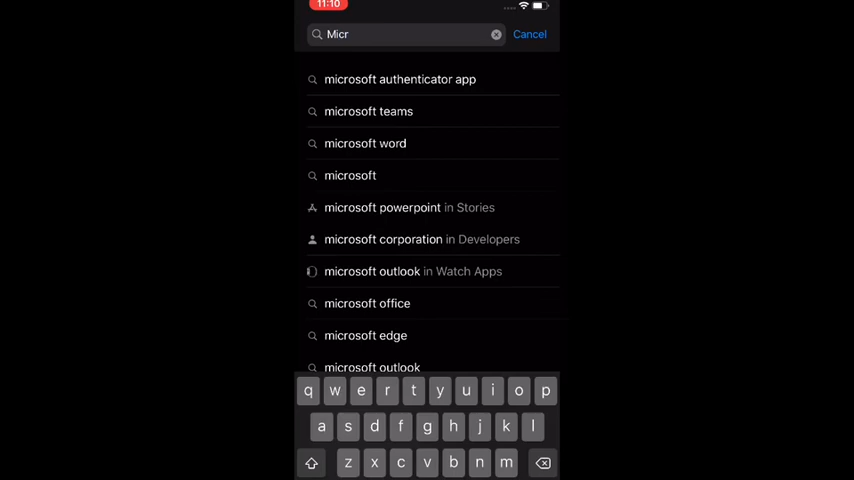 11:10
Micr
Cancel
microsoft authenticator app
microsoft teams
microsoft word
microsoft
microsoft powerpoint in Stories
microsoft corporation in Developers
microsoft outlook in Watch Apps
microsoft office
microsoft edge
microsoft outlook
q w e r t y u i o p
a s d f g h j k l
z x c v b n m